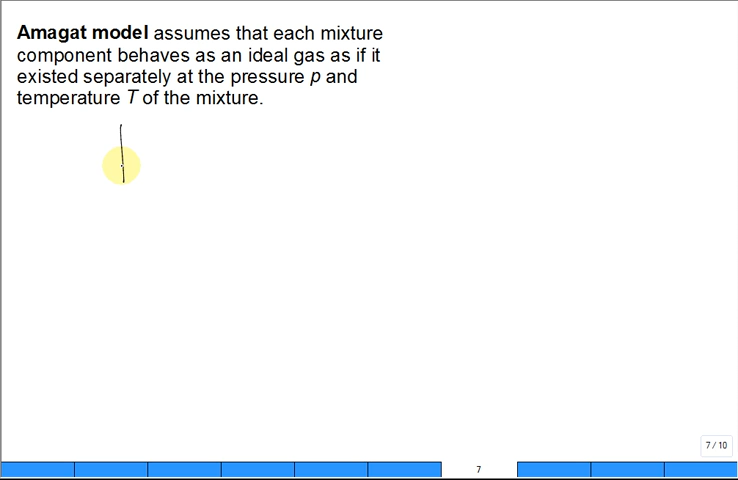 Amagat model assumes that each mixture
component behaves as an ideal gas as if it
existed separately at the pressure p and
temperature T of the mixture.
7 / 10
7